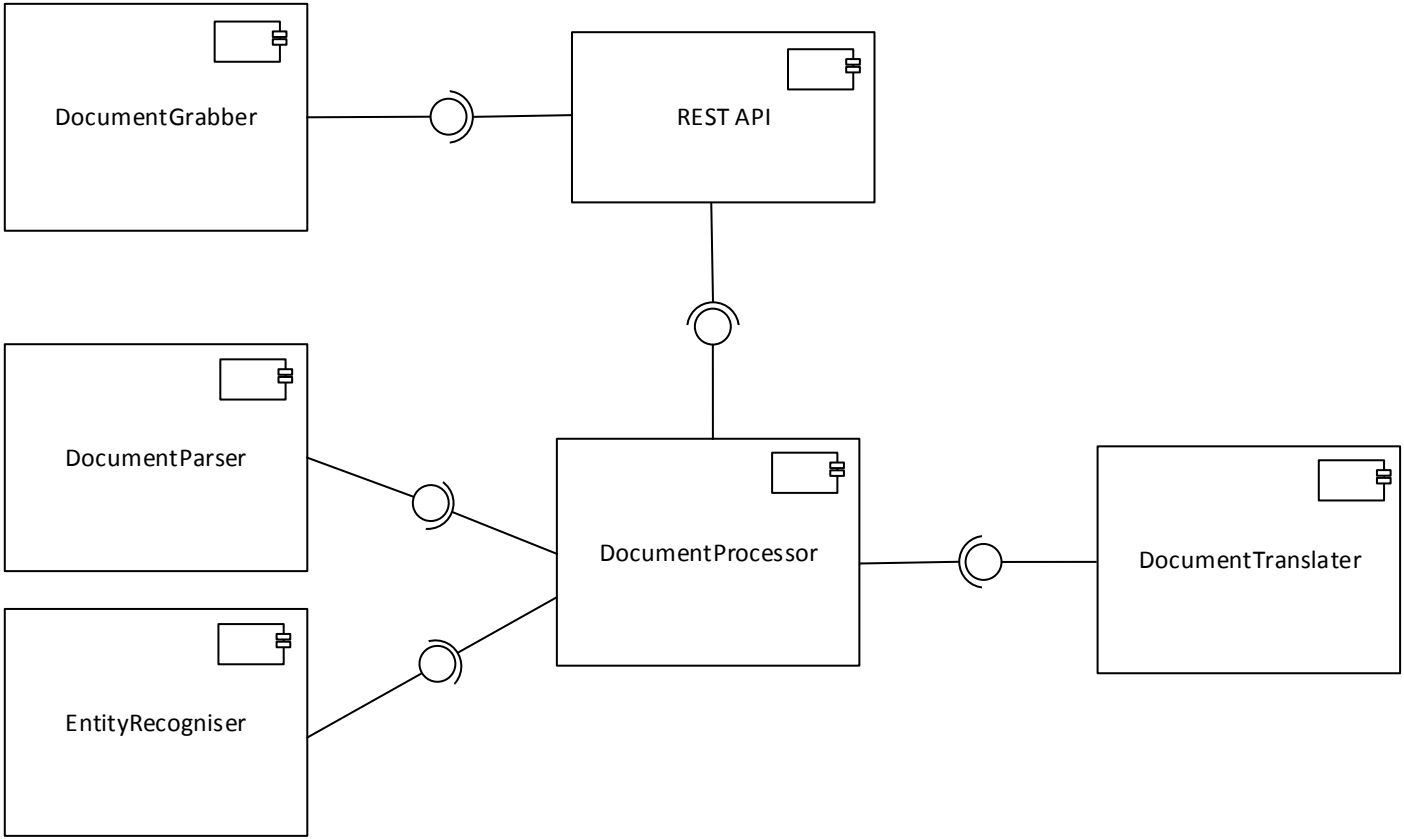 DocumentGrabber
REST API
DocumentParser
DocumentProcessor
DocumentTranslater
EntityRecogniser